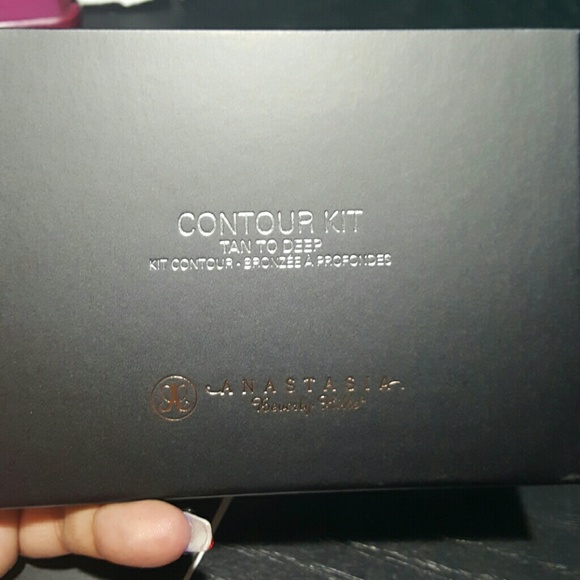 CONTOUR KIT
TAN TO DEEP
KIT CONTOUR - BRONZÉE À PROFONDES
ANASTASIA
Beverly Hills